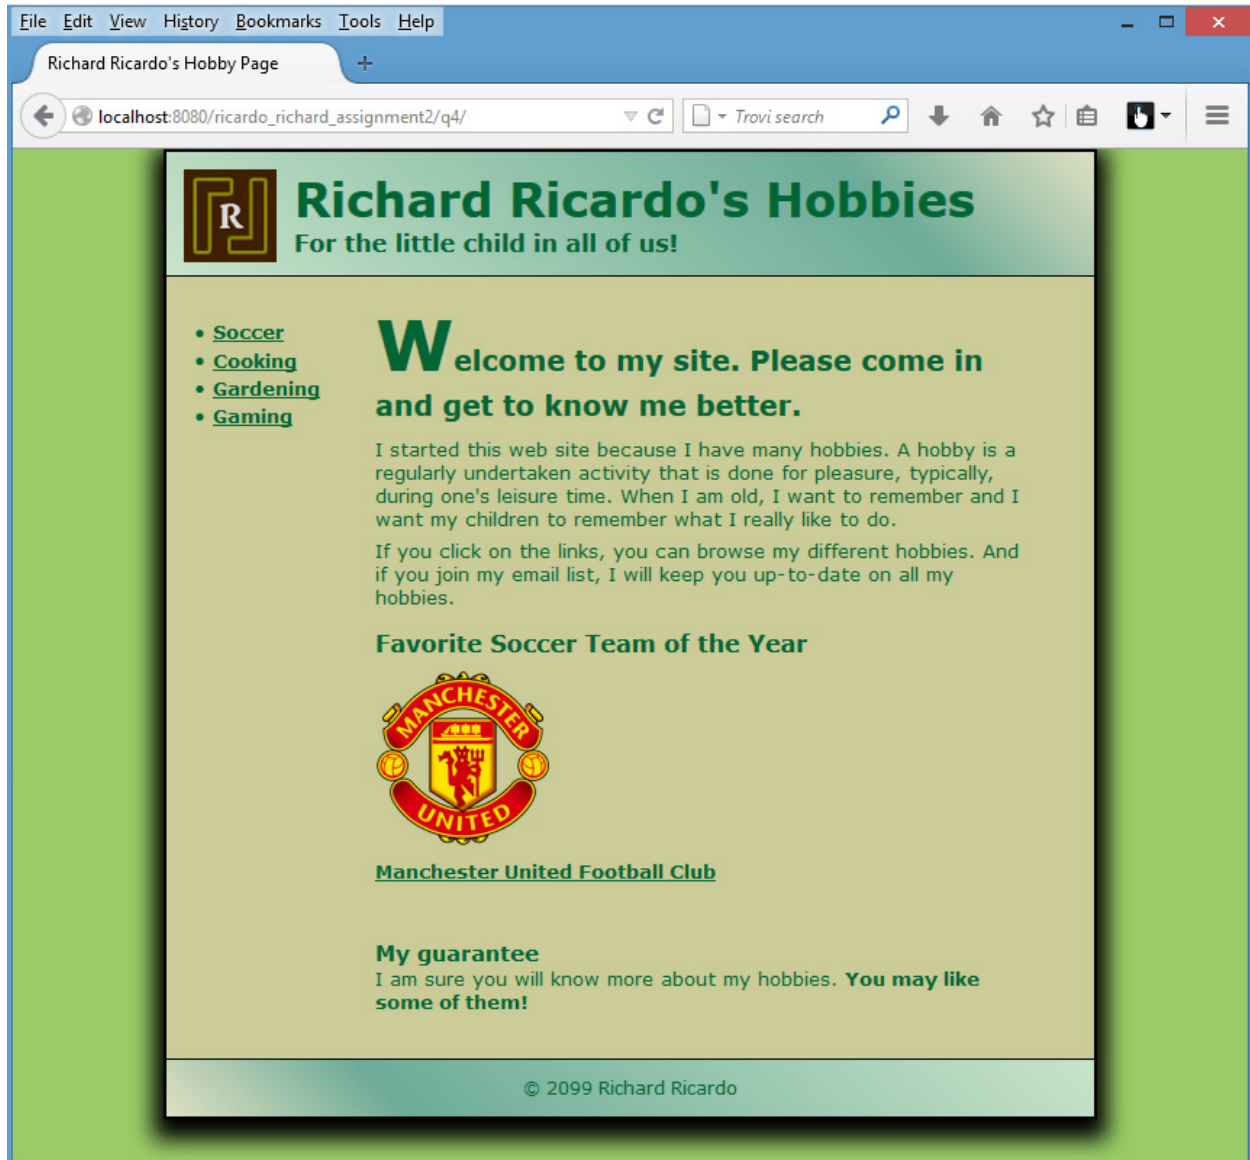 File Edit View History Bookmarks Tools Help
Richard Ricardo's Hobby Page
localhost:8080/ricardo_richard_assignment2/q4/
Trovi search
R
Richard Ricardo's Hobbies
For the little child in all of us!
• Soccer
• Cooking
• Gardening
• Gaming
Welcome to my site. Please come in
and get to know me better.
I started this web site because I have many hobbies. A hobby is a
regularly undertaken activity that is done for pleasure, typically,
during one's leisure time. When I am old, I want to remember and I
want my children to remember what I really like to do.
If you click on the links, you can browse my different hobbies. And
if you join my email list, I will keep you up-to-date on all my
hobbies.
Favorite Soccer Team of the Year
MANCHESTER
UNITED
Manchester United Football Club
My guarantee
I am sure you will know more about my hobbies. You may like
some of them!
© 2099 Richard Ricardo